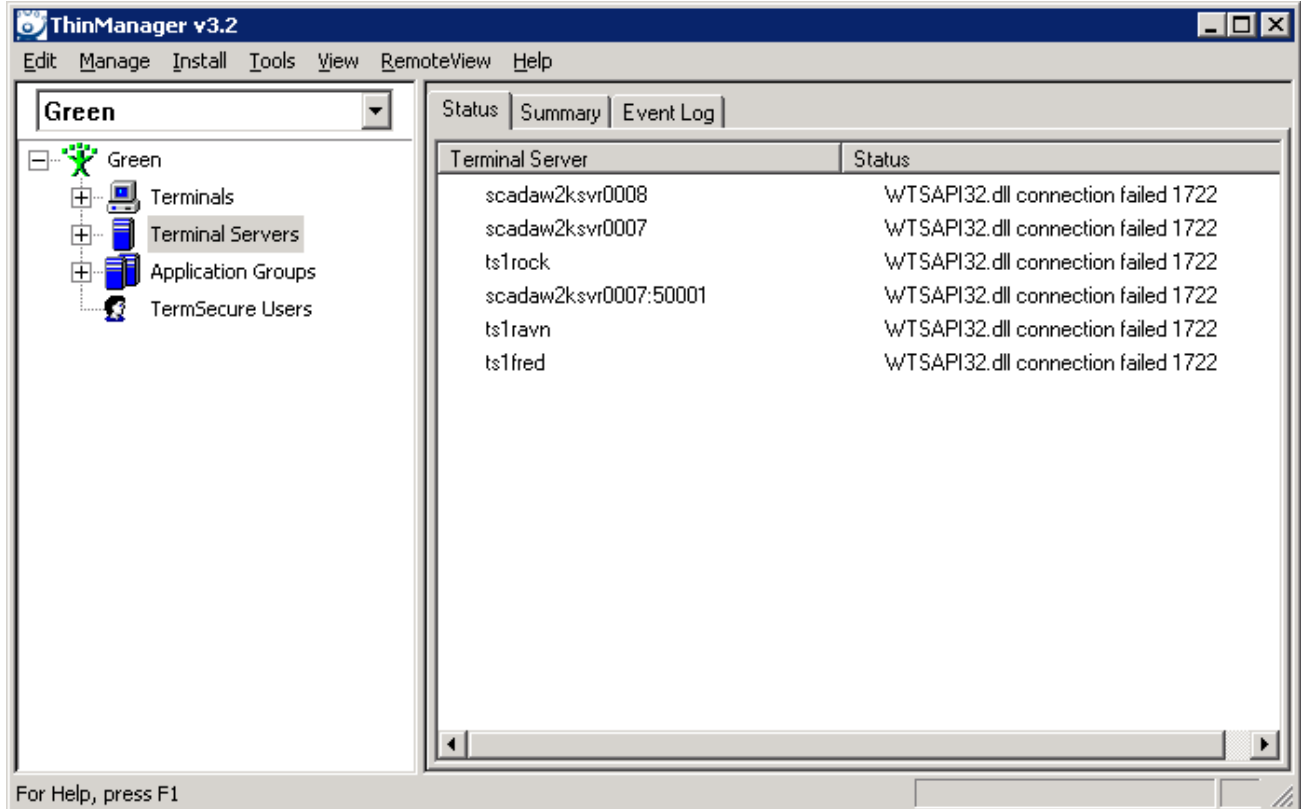 ThinManager v3.2
Edit Manage Install Tools View RemoteView Help
Green
Green
Terminals
Terminal Servers
Application Groups
TermSecure Users
Status Summary Event Log
Terminal Server Status
scadaw2ksvr0008 WTSAPI32.dll connection failed 1722
scadaw2ksvr0007 WTSAPI32.dll connection failed 1722
ts1rock WTSAPI32.dll connection failed 1722
scadaw2ksvr0007:50001 WTSAPI32.dll connection failed 1722
ts1ravn WTSAPI32.dll connection failed 1722
ts1fred WTSAPI32.dll connection failed 1722
For Help, press F1